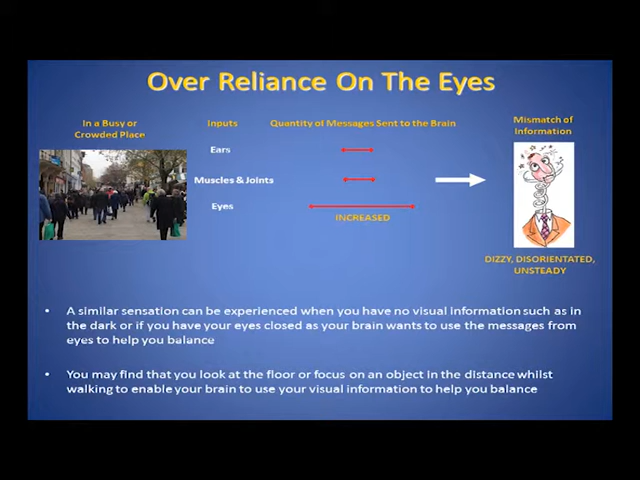 Over Reliance On The Eyes
In a Busy or
Crowded Place
Inputs
Quantity of Messages Sent to the Brain
Mismatch of
Information
Ears
Muscles & Joints
Eyes
INCREASED
DIZZY, DISORIENTATED,
UNSTEADY
• A similar sensation can be experienced when you have no visual information such as in
the dark or if you have your eyes closed as your brain wants to use the messages from
eyes to help you balance
• You may find that you look at the floor or focus on an object in the distance whilst
walking to enable your brain to use your visual information to help you balance